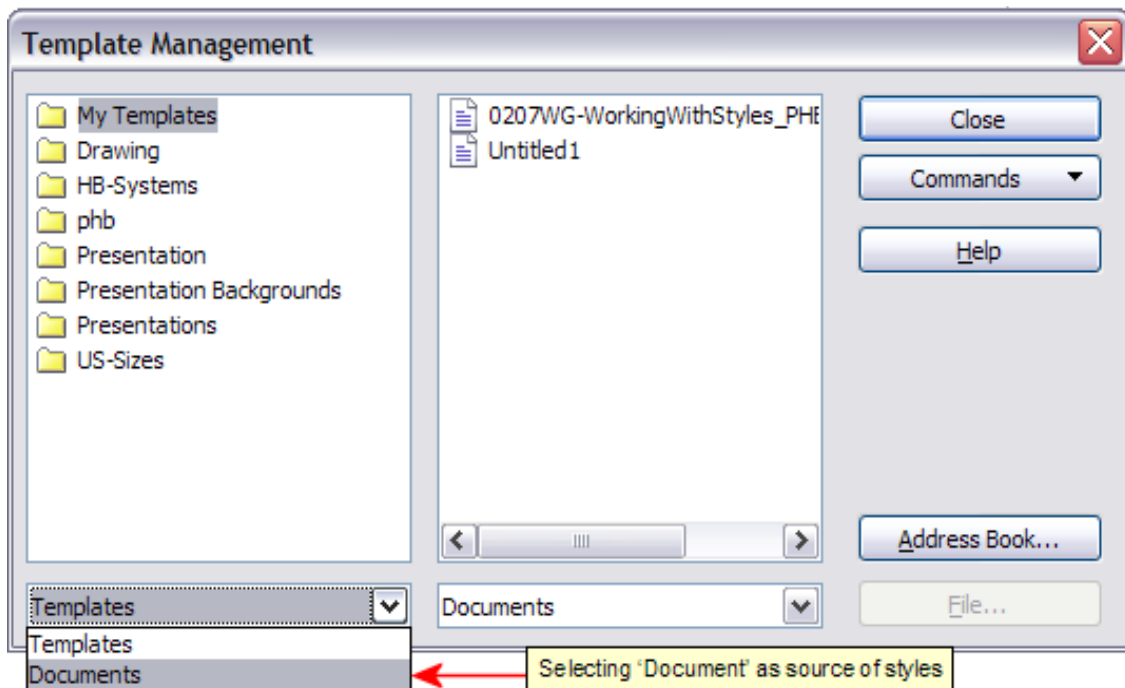 Template Management
My Templates
Drawing
HB-Systems
phb
Presentation
Presentation Backgrounds
Presentations
US-Sizes
0207WG-WorkingWithStyles_PHB
Untitled1
Close
Commands
Help
Address Book...
File...
Templates
Documents
Templates
Documents
Selecting ‘Document’ as source of styles